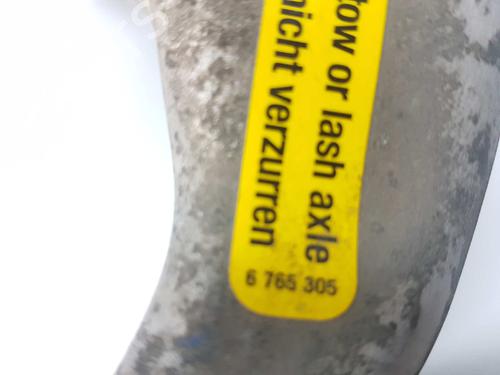 tow or lash axle
nicht verzurren
6 765 305